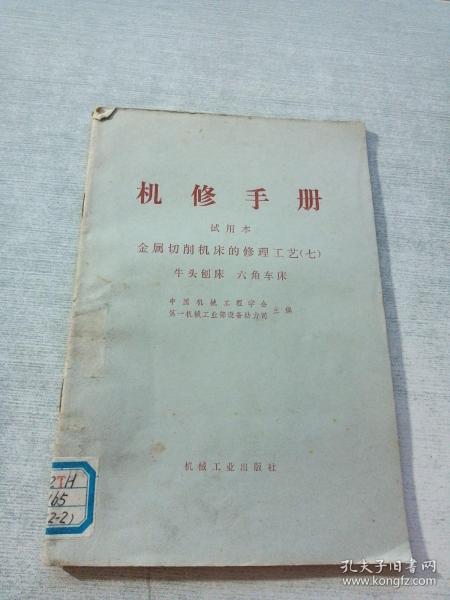 机修手册
试用本
金属切削机床的修理工艺(七)
牛头刨床 六角车床
中国机械工程学会
第一机械工业部设备动力司 主编
机械工业出版社
2TH
165
2-2)
孔夫子旧书网
www.kongfz.com